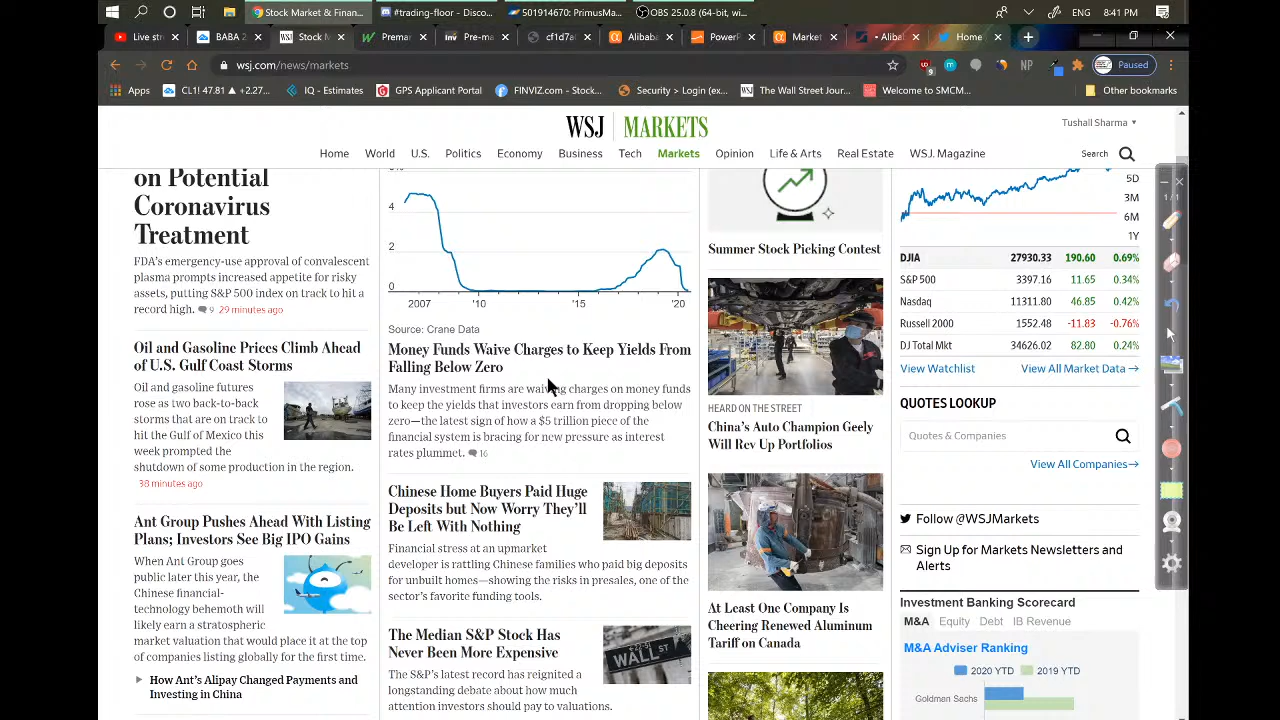 Stock Market & Finan...
#trading-floor - Disco...
501914670: PrimusMa...
OBS 25.0.8 (64-bit, wi...
ENG
8:41 PM
Live stre
BABA 2
Stock M
Premar
Pre-ma
cf1d7a0
Alibaba
PowerP
Market
• Alibal
Home
wsj.com/news/markets
9
NP
Paused
Apps
CL1! 47.81 ▲ +2.27...
IQ - Estimates
GPS Applicant Portal
FINVIZ.com - Stock...
Security > Login (ex...
The Wall Street Jour...
Welcome to SMCM...
Other bookmarks
WSJ | MARKETS
Tushall Sharma
Home
World
U.S.
Politics
Economy
Business
Tech
Markets
Opinion
Life & Arts
Real Estate
WSJ. Magazine
Search
on Potential
Coronavirus
Treatment
FDA's emergency-use approval of convalescent
plasma prompts increased appetite for risky
assets, putting S&P 500 index on track to hit a
record high. 9 29 minutes ago
Oil and Gasoline Prices Climb Ahead
of U.S. Gulf Coast Storms
Oil and gasoline futures
rose as two back-to-back
storms that are on track to
hit the Gulf of Mexico this
week prompted the
shutdown of some production in the region.
38 minutes ago
Ant Group Pushes Ahead With Listing
Plans; Investors See Big IPO Gains
When Ant Group goes
public later this year, the
Chinese financial-
technology behemoth will
likely earn a stratospheric
market valuation that would place it at the top
of companies listing globally for the first time.
How Ant's Alipay Changed Payments and
Investing in China
4
2
0
2007
'10
'15
'20
Source: Crane Data
Money Funds Waive Charges to Keep Yields From
Falling Below Zero
Many investment firms are waiving charges on money funds
to keep the yields that investors earn from dropping below
zero—the latest sign of how a $5 trillion piece of the
financial system is bracing for new pressure as interest
rates plummet. 16
Chinese Home Buyers Paid Huge
Deposits but Now Worry They'll
Be Left With Nothing
Financial stress at an upmarket
developer is rattling Chinese families who paid big deposits
for unbuilt homes—showing the risks in presales, one of the
sector's favorite funding tools.
The Median S&P Stock Has
Never Been More Expensive
The S&P's latest record has reignited a
longstanding debate about how much
attention investors should pay to valuations.
WALL ST
Summer Stock Picking Contest
HEARD ON THE STREET
China's Auto Champion Geely
Will Rev Up Portfolios
At Least One Company Is
Cheering Renewed Aluminum
Tariff on Canada
5D
3M
6M
1Y
DJIA 27930.33 190.60 0.69%
S&P 500 3397.16 11.65 0.34%
Nasdaq 11311.80 46.85 0.42%
Russell 2000 1552.48 -11.83 -0.76%
DJ Total Mkt 34626.02 82.80 0.24%
View Watchlist
View All Market Data →
QUOTES LOOKUP
Quotes & Companies
View All Companies→
Follow @WSJMarkets
Sign Up for Markets Newsletters and
Alerts
Investment Banking Scorecard
M&A Equity Debt IB Revenue
M&A Adviser Ranking
2020 YTD 2019 YTD
Goldman Sachs
1 / 1